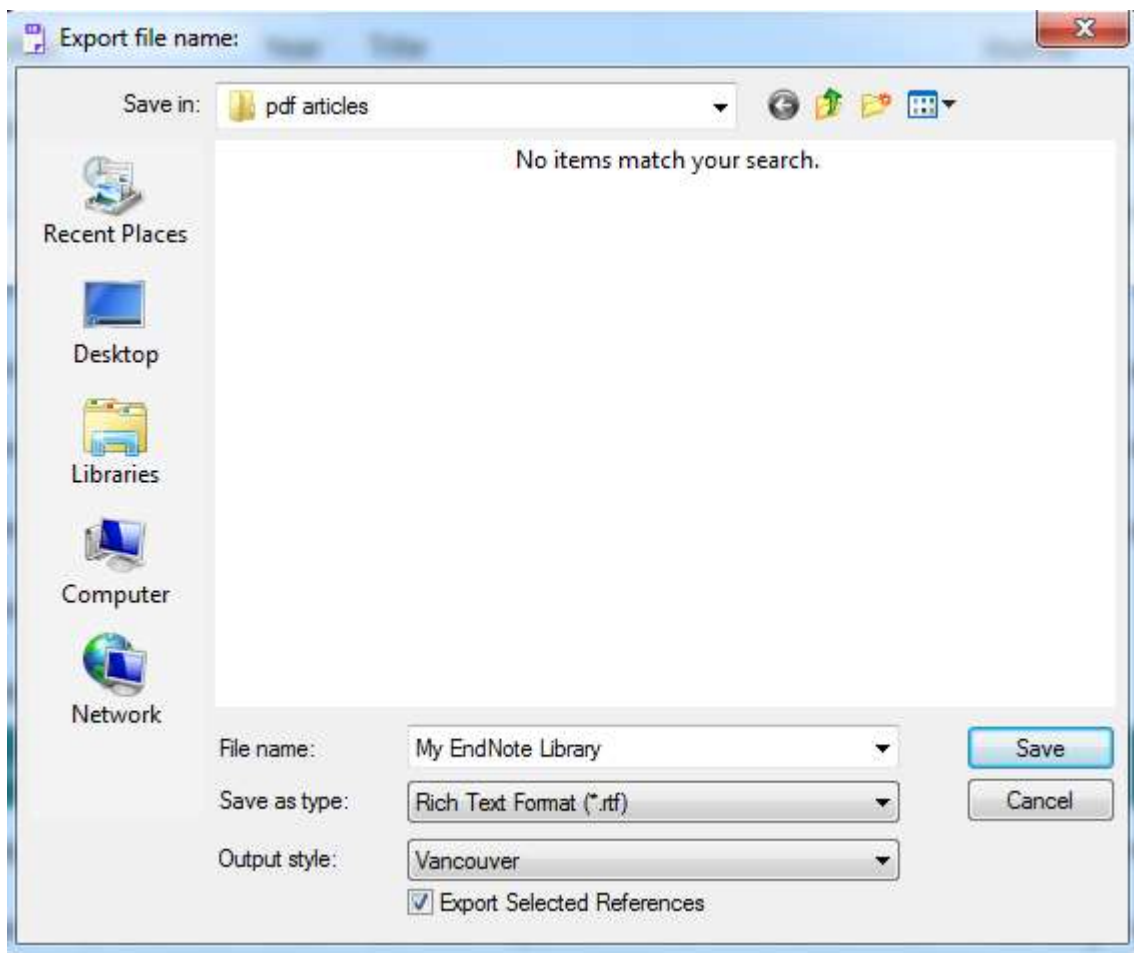 Export file name:
Save in:
pdf articles
No items match your search.
Recent Places
Desktop
Libraries
Computer
Network
File name:
My EndNote Library
Save
Save as type:
Rich Text Format (*.rtf)
Cancel
Output style:
Vancouver
Export Selected References